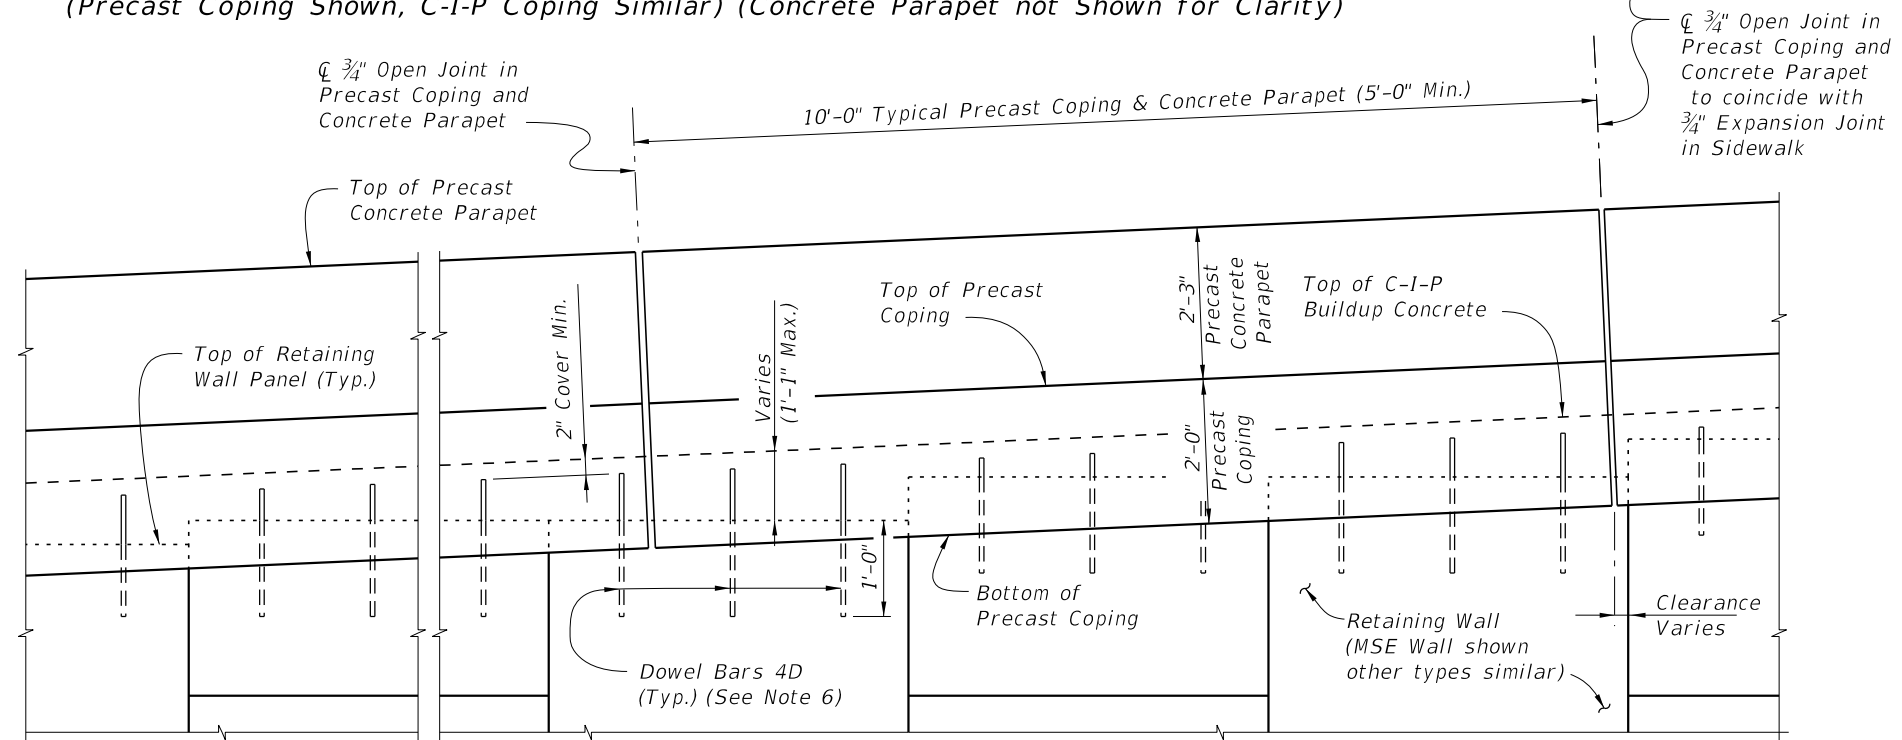 (Precast Coping Shown, C-I-P Coping Similar) (Concrete Parapet not Shown for Clarity)
℄ ¾" Open Joint in
Precast Coping and
Concrete Parapet
℄ ¾" Open Joint in
Precast Coping and
Concrete Parapet
to coincide with
¾" Expansion Joint
in Sidewalk
10'-0" Typical Precast Coping & Concrete Parapet (5'-0" Min.)
Top of Precast
Concrete Parapet
Top of Retaining
Wall Panel (Typ.)
2" Cover Min.
Varies
(1'-1" Max.)
Top of Precast
Coping
2'-3"
Precast
Concrete
Parapet
Top of C-I-P
Buildup Concrete
2'-0"
Precast
Coping
1'-0"
Bottom of
Precast Coping
Dowel Bars 4D
(Typ.) (See Note 6)
Retaining Wall
(MSE Wall shown
other types similar)
Clearance
Varies